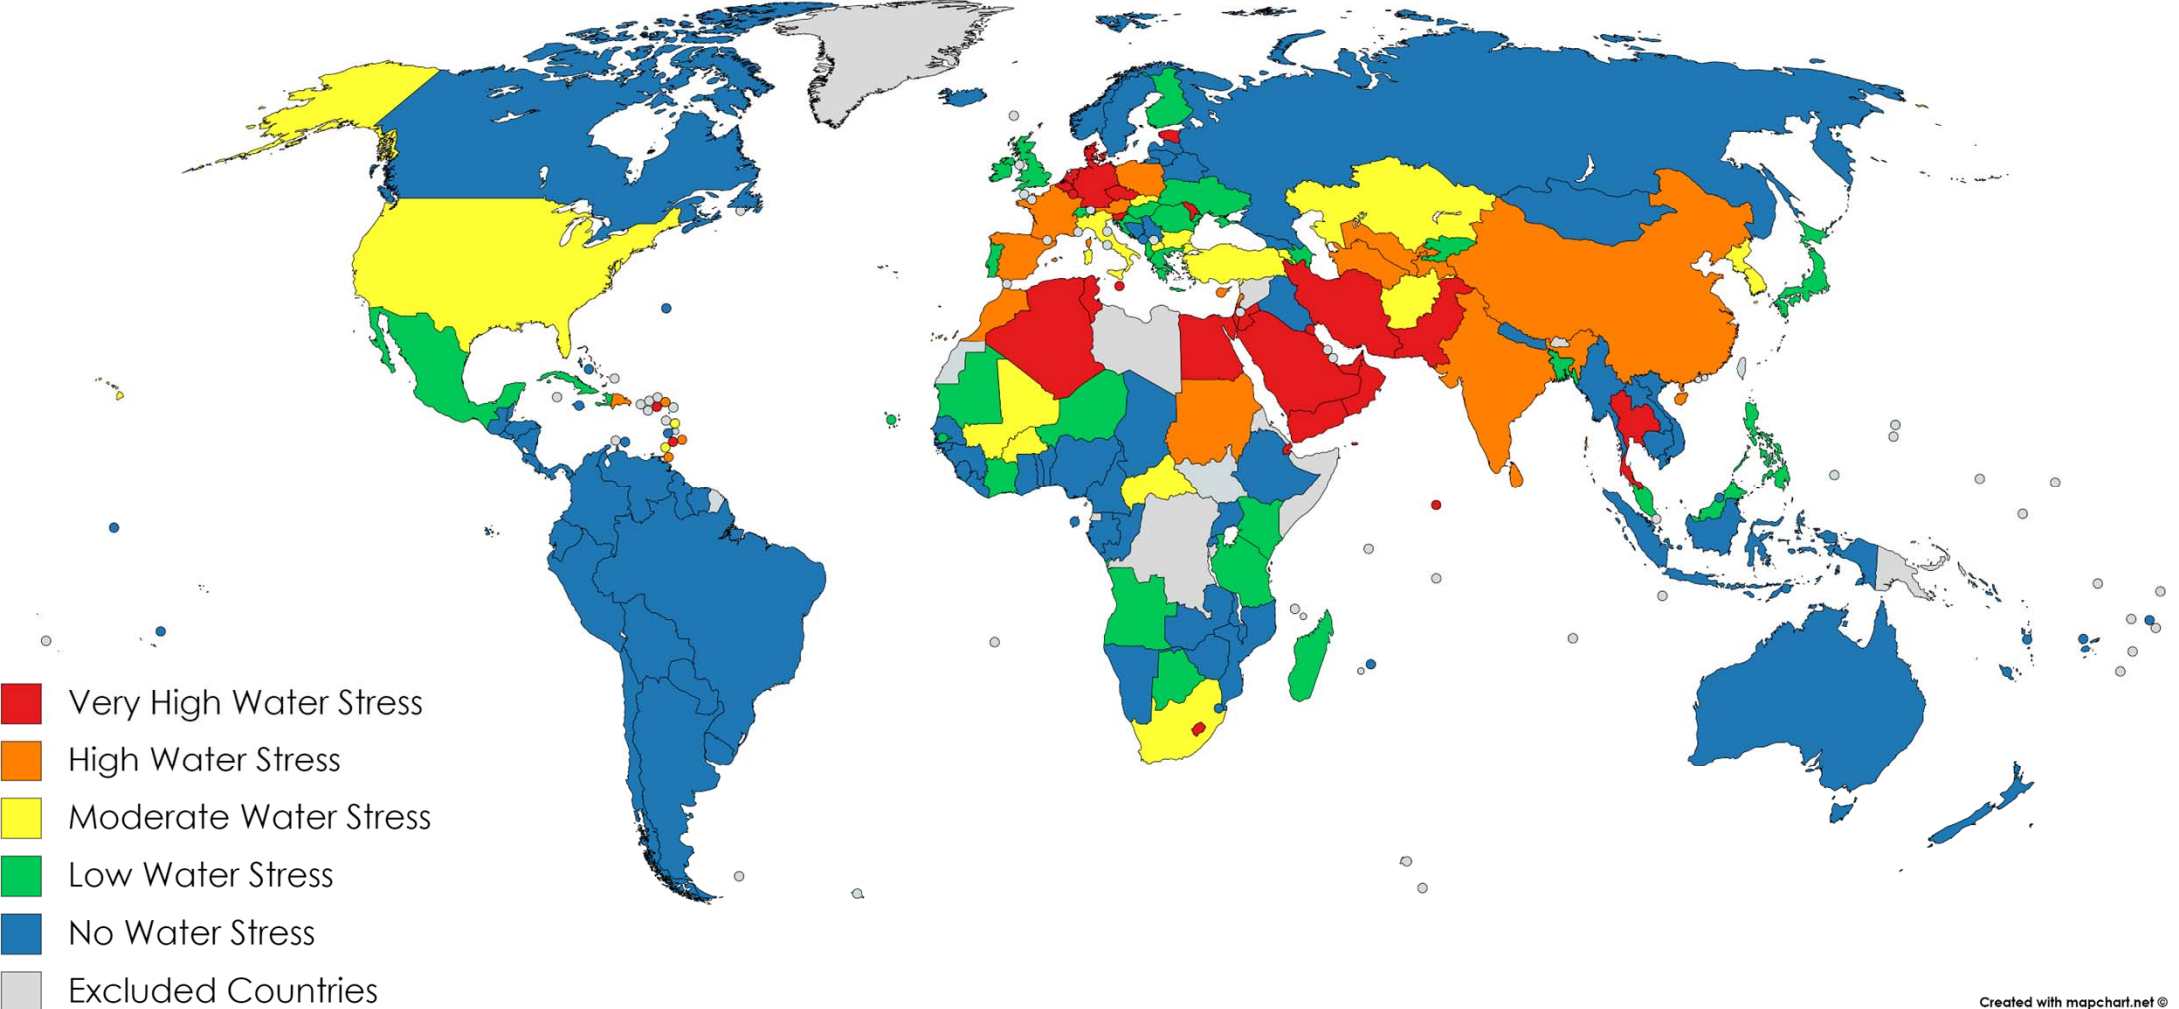 Very High Water Stress
High Water Stress
Moderate Water Stress
Low Water Stress
No Water Stress
Excluded Countries
Created with mapchart.net ©